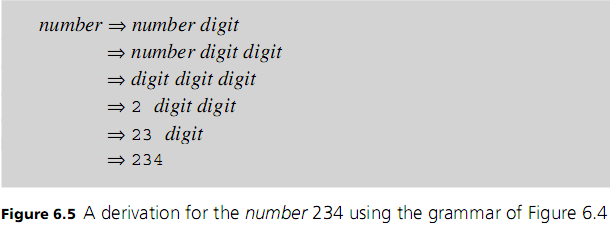 number ⇒ number digit
⇒ number digit digit
⇒ digit digit digit
⇒ 2 digit digit
⇒ 23 digit
⇒ 234
Figure 6.5 A derivation for the number 234 using the grammar of Figure 6.4